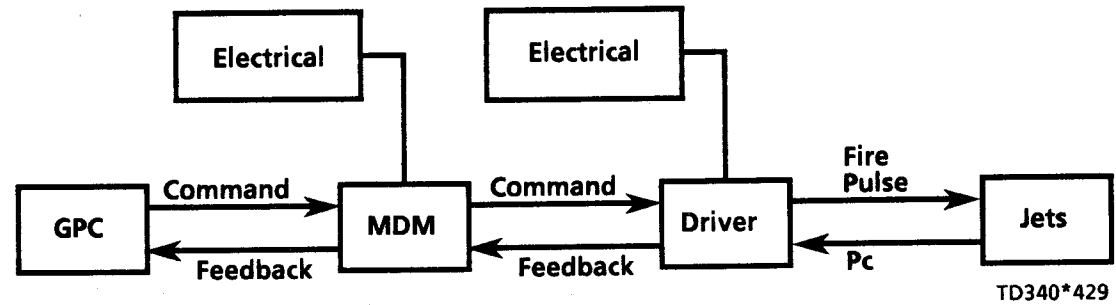 Electrical
Electrical
Command
Command
Fire
Pulse
GPC
MDM
Driver
Jets
Feedback
Feedback
Pc
TD340*429